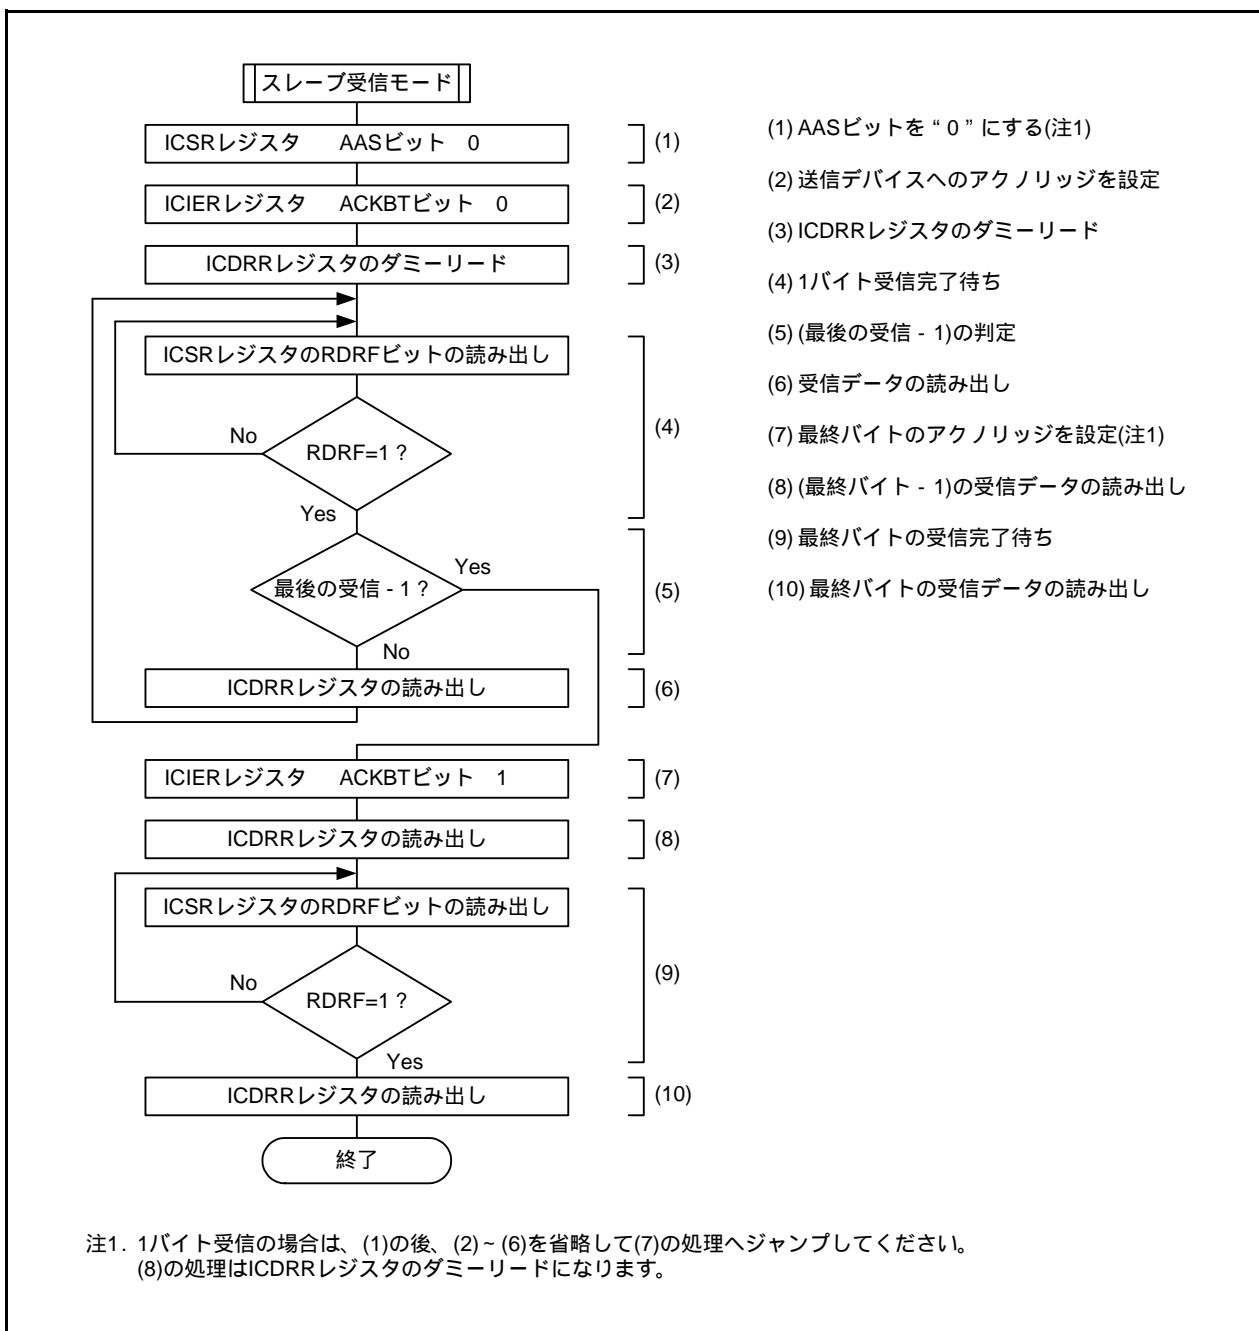 スレーブ受信モード
ICSRレジスタ AASビット 0
(1)
ICIERレジスタ ACKBTビット 0
(2)
ICDRRレジスタのダミーリード
(3)
ICSRレジスタのRDRFビットの読み出し
No
RDRF=1 ?
(4)
Yes
最後の受信 - 1 ?
Yes
(5)
No
ICDRRレジスタの読み出し
(6)
ICIERレジスタ ACKBTビット 1
(7)
ICDRRレジスタの読み出し
(8)
ICSRレジスタのRDRFビットの読み出し
No
RDRF=1 ?
(9)
Yes
ICDRRレジスタの読み出し
(10)
終了
(1) AASビットを “ 0 ” にする(注1)
(2) 送信デバイスへのアクノリッジを設定
(3) ICDRRレジスタのダミーリード
(4) 1バイト受信完了待ち
(5) (最後の受信 - 1)の判定
(6) 受信データの読み出し
(7) 最終バイトのアクノリッジを設定(注1)
(8) (最終バイト - 1)の受信データの読み出し
(9) 最終バイトの受信完了待ち
(10) 最終バイトの受信データの読み出し
注1. 1バイト受信の場合は、(1)の後、(2) ~ (6)を省略して(7)の処理へジャンプしてください。
(8)の処理はICDRRレジスタのダミーリードになります。